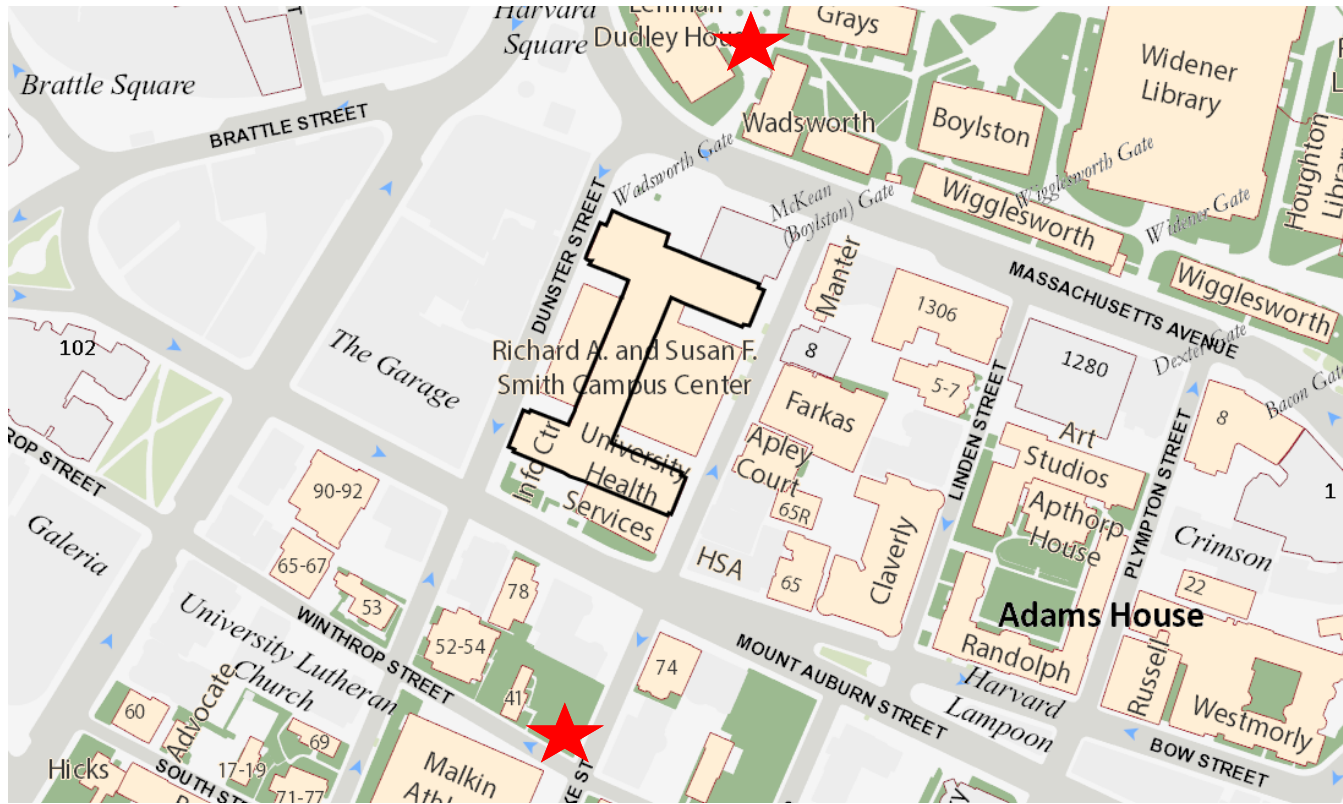 Harvard
Square
Lehman
Dudley House
Grays
Widener
Library
Brattle Square
BRATTLE STREET
Wadsworth
Boylston
Houghton
Wadsworth Gate
McKean
(Boylston) Gate
Wigglesworth
Wigglesworth Gate
Widener Gate
Wigglesworth
MASSACHUSETTS AVENUE
DUNSTER STREET
Manter
1306
102
The Garage
Richard A. and Susan F.
Smith Campus Center
8
5-7
1280
Dexter Gate
Bacon Gate
Farkas
8
Info Ctr
University
Health
Services
Apley
Court
65R
LINDEN STREET
Art
Studios
PLYMPTON STREET
90-92
Apthorp
House
1
Galeria
65-67
53
78
HSA
65
Claverly
Crimson
22
Adams House
WINTHROP STREET
University Lutheran
Church
52-54
74
MOUNT AUBURN STREET
Randolph
Russell
41
Harvard
Lampoon
Westmorly
60
Advocate
69
BOW STREET
Hicks
17-19
71-77
Malkin